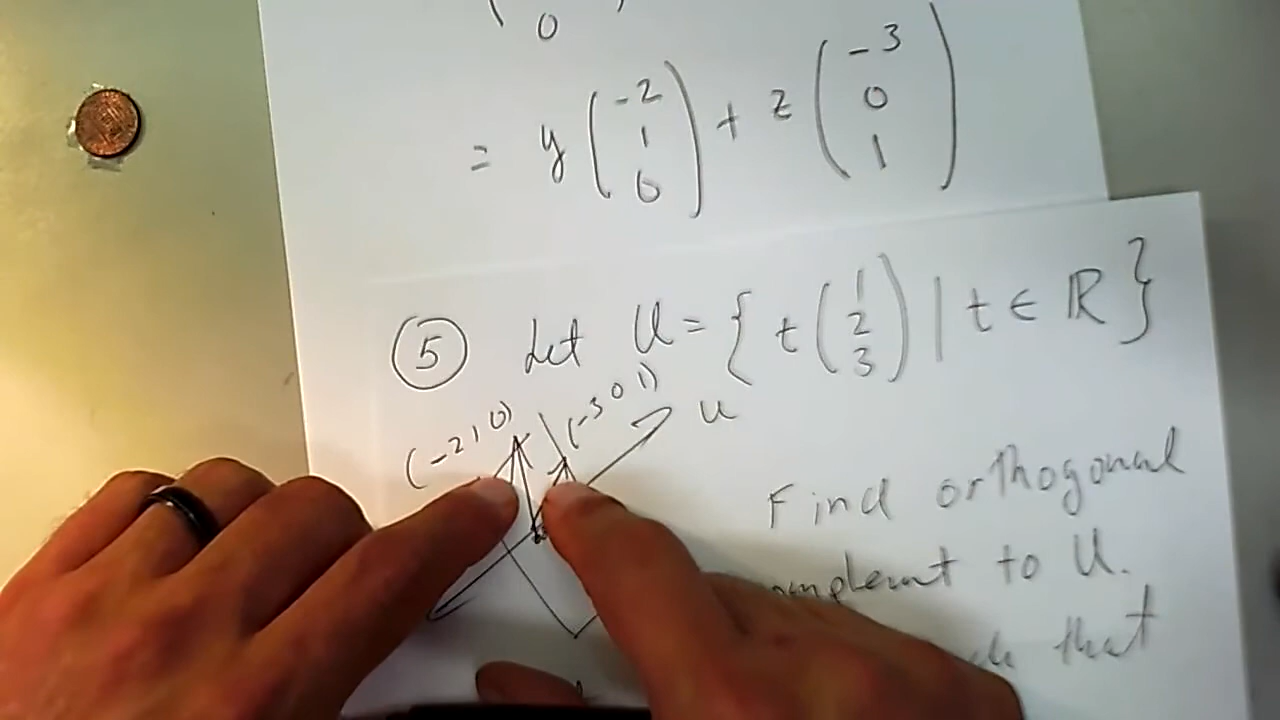 0
= y (-2 1 0) + z (-3 0 1)
⑤ Let U = { t (1 2 3) | t ∈ ℝ }
(-2 1 0) (-3 0 1) U
Find orthogonal
to U.
that